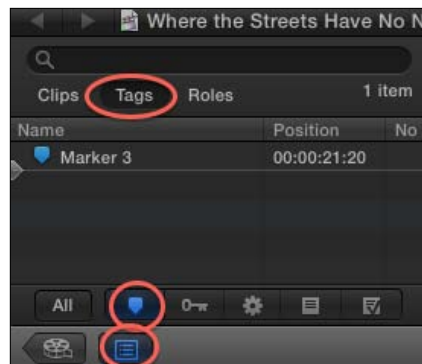 Where the Streets Have No N
Clips Tags Roles 1 item
Name Position No
Marker 3 00:00:21:20
All